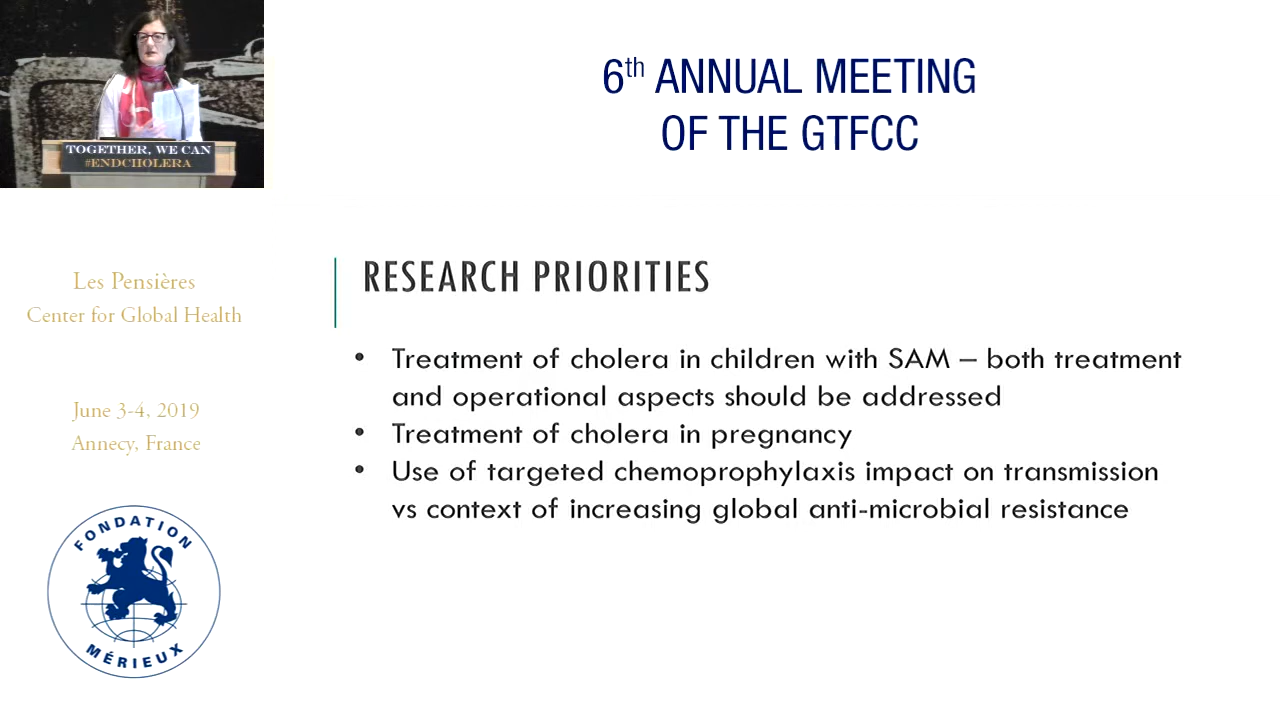 TOGETHER, WE CAN
#ENDCHOLERA
6th ANNUAL MEETING
OF THE GTFCC
Les Pensières
Center for Global Health
June 3-4, 2019
Annecy, France
FONDATION
MÉRIEUX
RESEARCH PRIORITIES
• Treatment of cholera in children with SAM – both treatment
and operational aspects should be addressed
• Treatment of cholera in pregnancy
• Use of targeted chemoprophylaxis impact on transmission
vs context of increasing global anti-microbial resistance